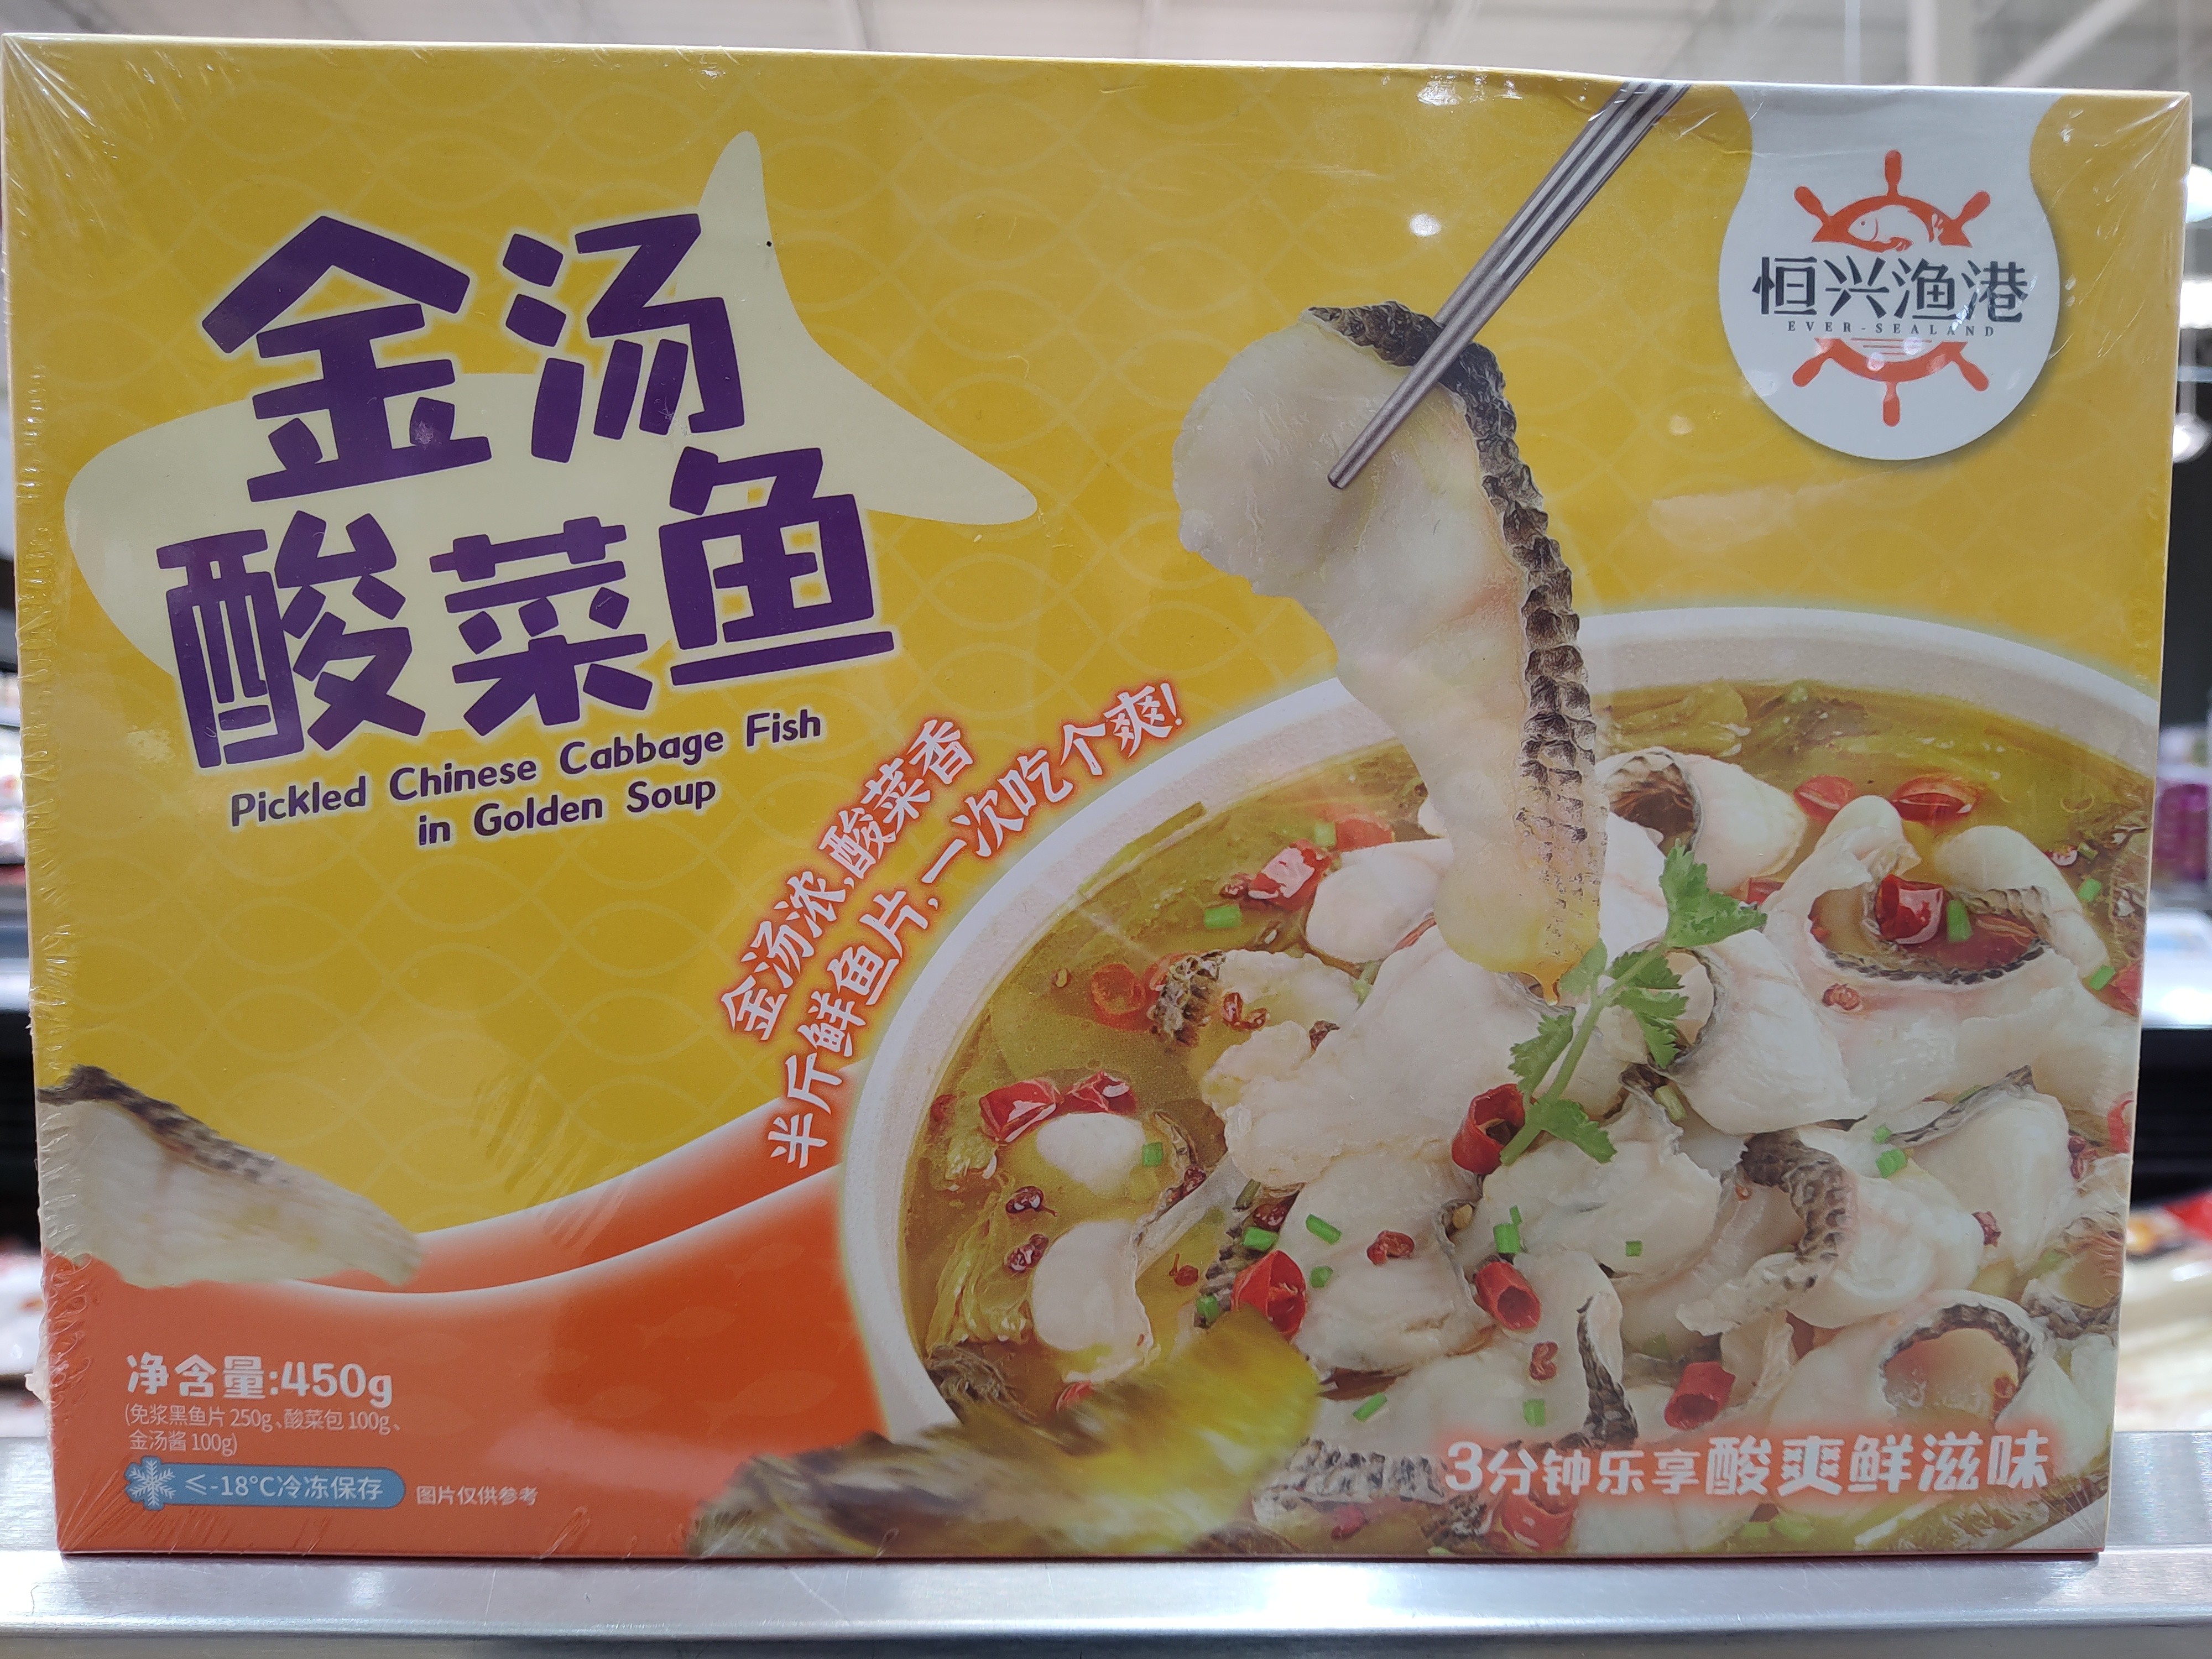 恒兴渔港
EVER-SEALAND
金汤
酸菜鱼
Pickled Chinese Cabbage Fish
in Golden Soup
金汤浓,酸菜香
半斤鲜鱼片,一次吃个爽!
净含量:450g
(免浆黑鱼片 250g、酸菜包 100g、
金汤酱 100g)
≤-18°C冷冻保存
图片仅供参考
3分钟乐享酸爽鲜滋味